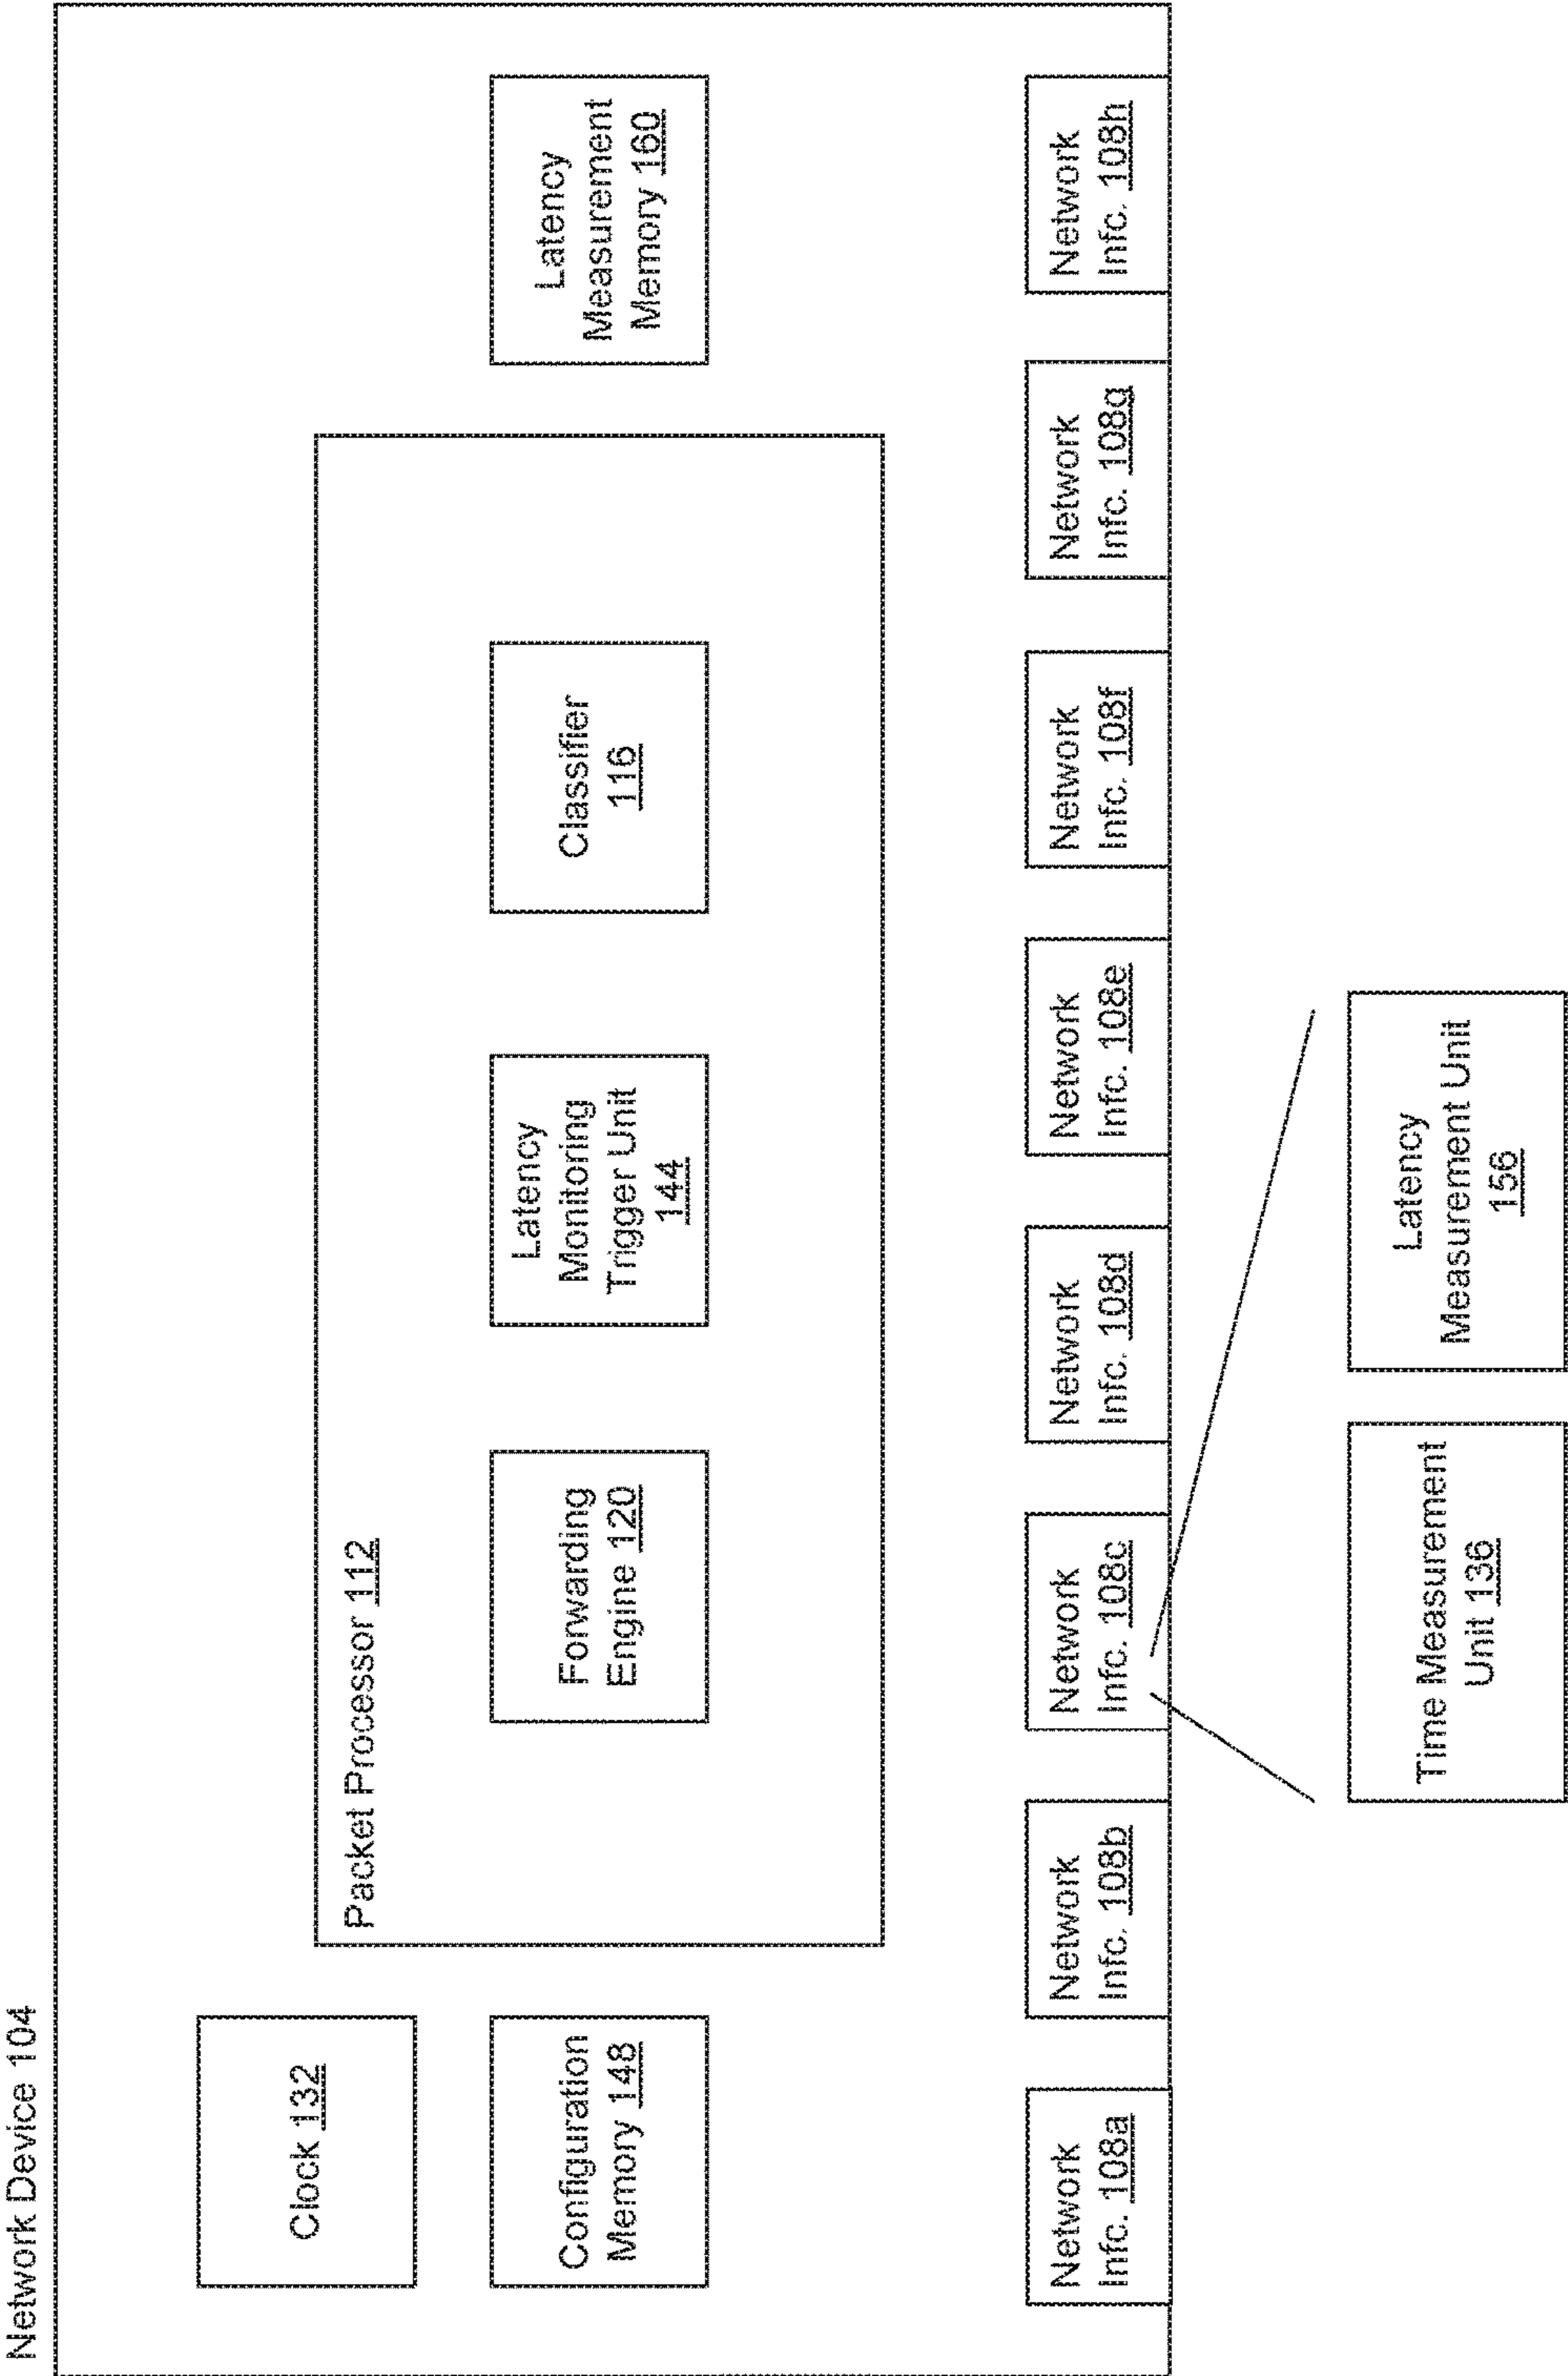 Network Device 104
Clock 132
Configuration
Memory 148
Packet Processor 112
Forwarding
Engine 120
Latency
Monitoring
Trigger Unit
144
Classifier
116
Latency
Measurement
Memory 160
Network
Infc. 108a
Network
Infc. 108b
Network
Infc. 108c
Network
Infc. 108d
Network
Infc. 108e
Network
Infc. 108f
Network
Infc. 108g
Network
Infc. 108h
Time Measurement
Unit 136
Latency
Measurement Unit
156